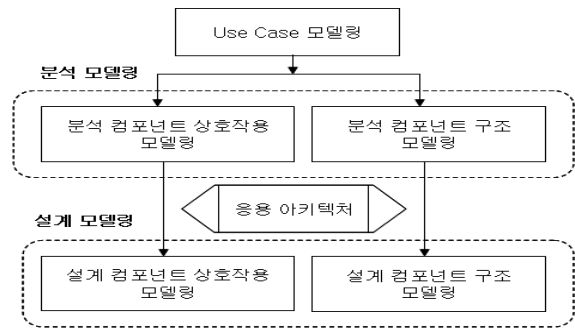 Use Case 모델링
분석 모델링
분석 컴포넌트 상호작용
모델링
분석 컴포넌트 구조
모델링
응용 아키텍처
설계 모델링
설계 컴포넌트 상호작용
모델링
설계 컴포넌트 구조
모델링